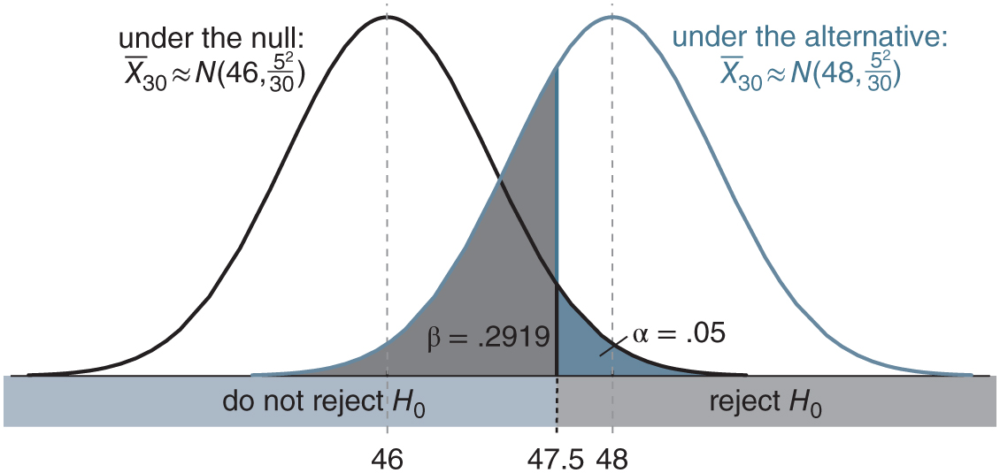 under the null:
X̅₃₀ ≈ N(46, 5²/30)
under the alternative:
X̅₃₀ ≈ N(48, 5²/30)
β = .2919
α = .05
do not reject H₀
reject H₀
46
47.5
48